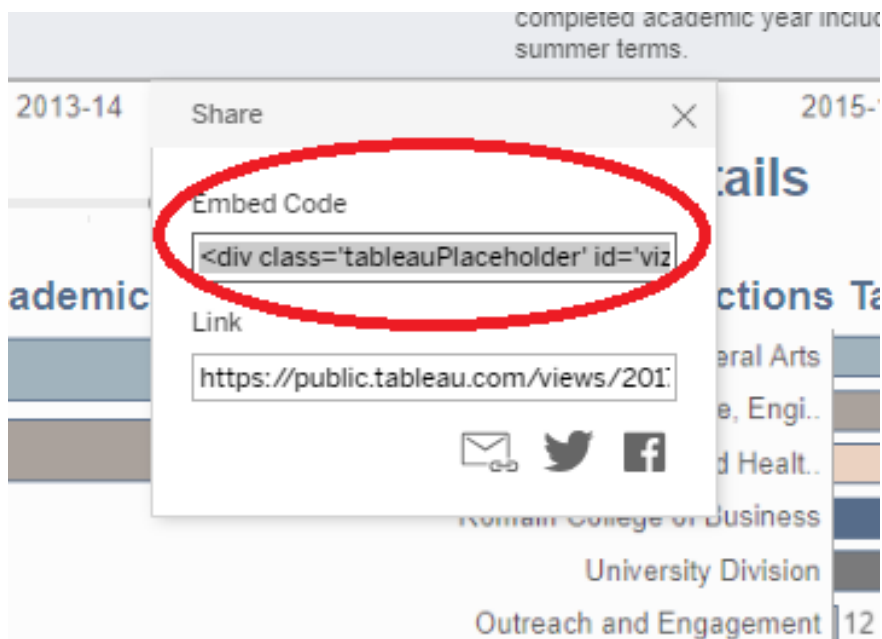 completed academic year
summer terms.
2013-14
2015-
Share
tails
Embed Code
<div class='tableauPlaceholder' id='viz
ademic
ctions Ta
Link
eral Arts
https://public.tableau.com/views/201
e, Engi..
d Healt..
Romain College of Business
University Division
Outreach and Engagement 12